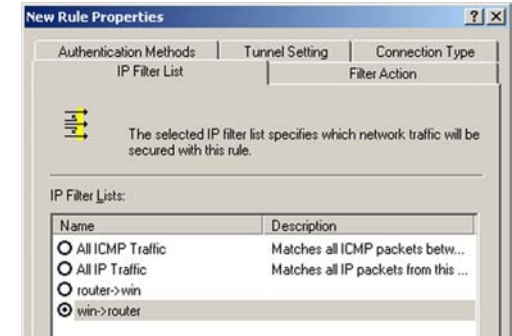 New Rule Properties
Authentication Methods Tunnel Setting Connection Type
IP Filter List Filter Action
The selected IP filter list specifies which network traffic will be
secured with this rule.
IP Filter Lists:
Name Description
All ICMP Traffic Matches all ICMP packets betw...
All IP Traffic Matches all IP packets from this ...
router->win
win->router